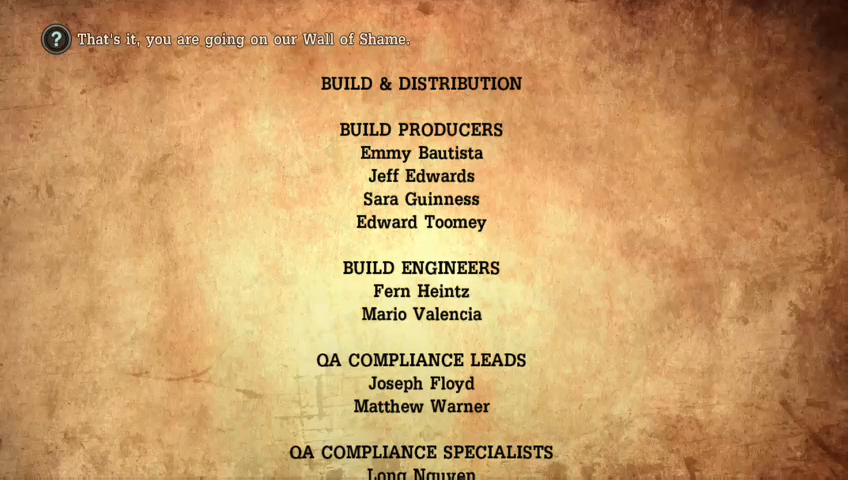 That's it, you are going on our Wall of Shame.
BUILD & DISTRIBUTION
BUILD PRODUCERS
Emmy Bautista
Jeff Edwards
Sara Guinness
Edward Toomey
BUILD ENGINEERS
Fern Heintz
Mario Valencia
QA COMPLIANCE LEADS
Joseph Floyd
Matthew Warner
QA COMPLIANCE SPECIALISTS
Long Nguyen